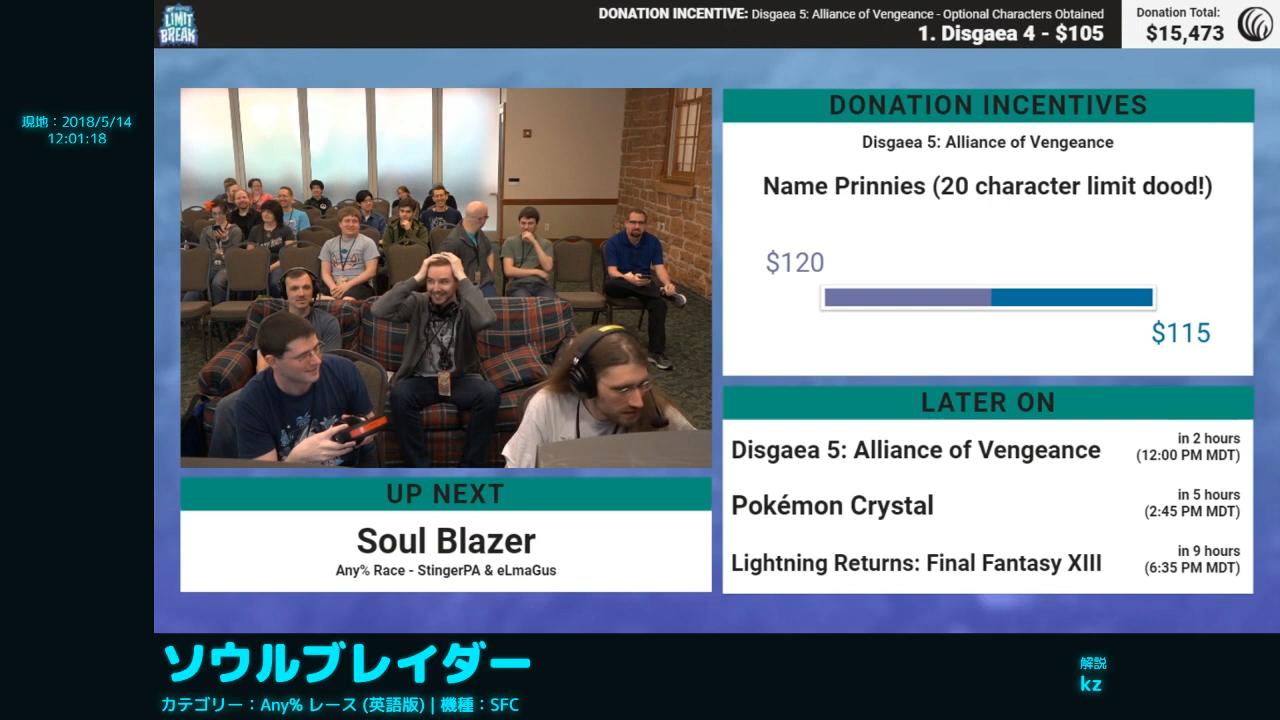 LIMIT
BREAK
DONATION INCENTIVE: Disgaea 5: Alliance of Vengeance - Optional Characters Obtained
1. Disgaea 4 - $105
Donation Total:
$15,473
現地：2018/5/14
12:01:18
DONATION INCENTIVES
Disgaea 5: Alliance of Vengeance
Name Prinnies (20 character limit dood!)
$120
$115
LATER ON
Disgaea 5: Alliance of Vengeance
in 2 hours
(12:00 PM MDT)
Pokémon Crystal
in 5 hours
(2:45 PM MDT)
Lightning Returns: Final Fantasy XIII
in 9 hours
(6:35 PM MDT)
UP NEXT
Soul Blazer
Any% Race - StingerPA & eLmaGus
ソウルブレイダー
カテゴリー：Any% レース (英語版) | 機種：SFC
解説
kz